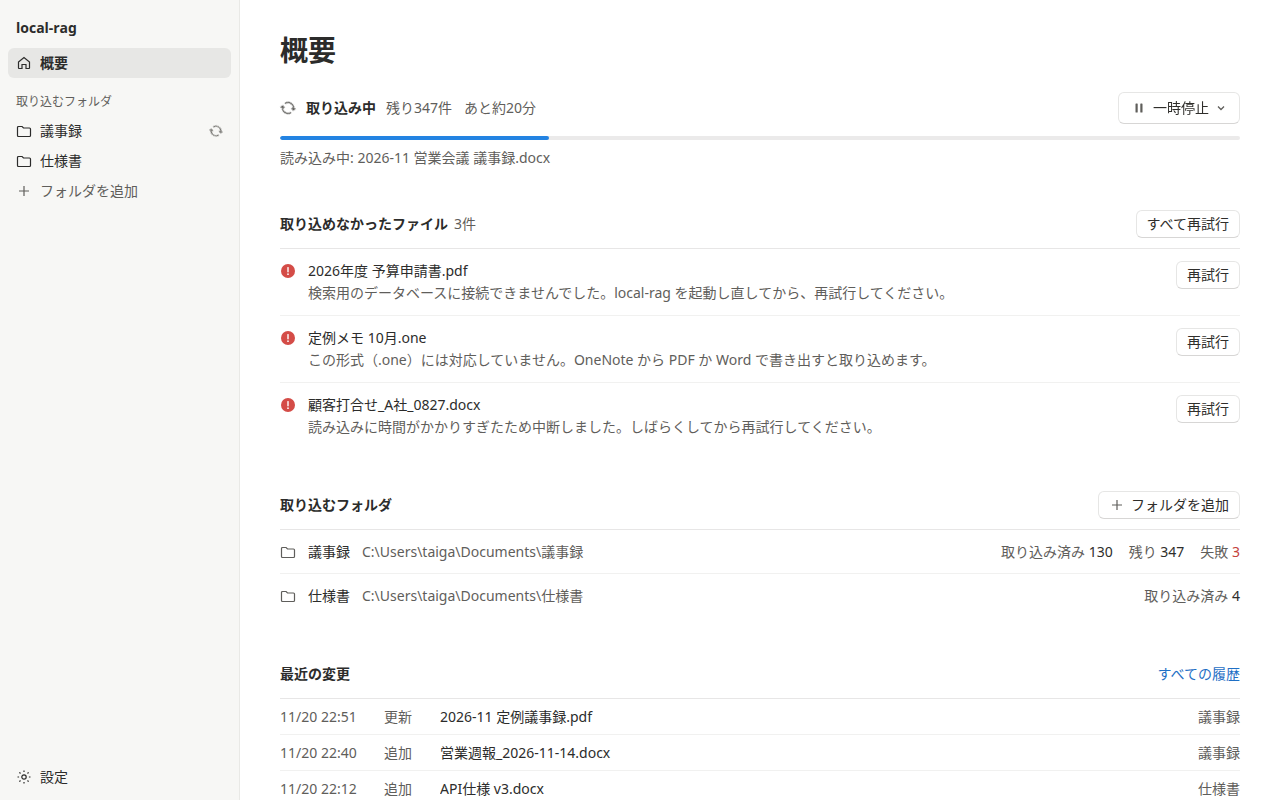 local-rag
概要
取り込むフォルダ
議事録
仕様書
フォルダを追加
設定
概要
取り込み中 残り347件 あと約20分
一時停止
読み込み中: 2026-11 営業会議 議事録.docx
取り込めなかったファイル 3件
すべて再試行
2026年度 予算申請書.pdf
検索用のデータベースに接続できませんでした。local-rag を起動し直してから、再試行してください。
再試行
定例メモ 10月.one
この形式（.one）には対応していません。OneNote から PDF か Word で書き出すと取り込めます。
再試行
顧客打合せ_A社_0827.docx
読み込みに時間がかかりすぎたため中断しました。しばらくしてから再試行してください。
再試行
取り込むフォルダ
フォルダを追加
議事録 C:\Users\taiga\Documents\議事録 取り込み済み 130 残り 347 失敗 3
仕様書 C:\Users\taiga\Documents\仕様書 取り込み済み 4
最近の変更
すべての履歴
11/20 22:51 更新 2026-11 定例議事録.pdf 議事録
11/20 22:40 追加 営業週報_2026-11-14.docx 議事録
11/20 22:12 追加 API仕様 v3.docx 仕様書